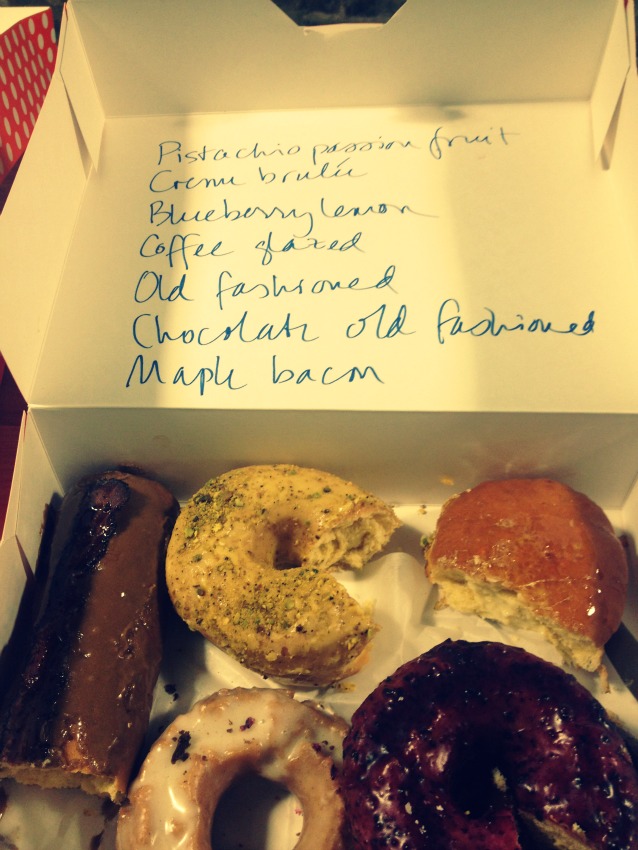 Pistachio passion fruit
Creme brulée
Blueberry lemon
Coffee glazed
Old fashioned
Chocolate old fashioned
Maple bacon